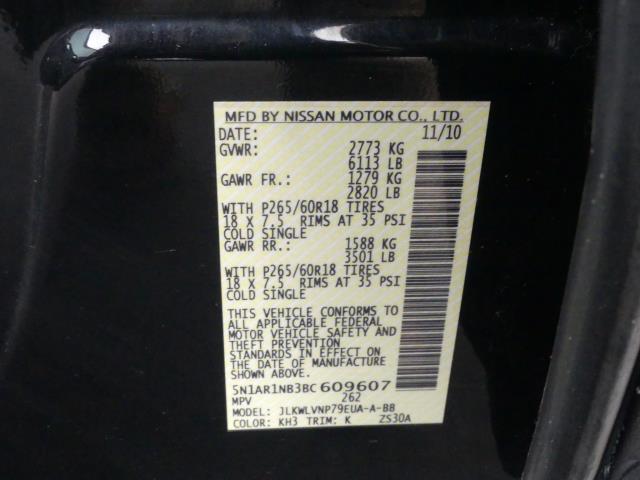 MFD BY NISSAN MOTOR CO., LTD.
DATE: 11/10
GVWR: 2773 KG
6113 LB
GAWR FR.: 1279 KG
2820 LB
WITH P265/60R18 TIRES
18 X 7.5 RIMS AT 35 PSI
COLD SINGLE
GAWR RR.: 1588 KG
3501 LB
WITH P265/60R18 TIRES
18 X 7.5 RIMS AT 35 PSI
COLD SINGLE
THIS VEHICLE CONFORMS TO
ALL APPLICABLE FEDERAL
MOTOR VEHICLE SAFETY AND
THEFT PREVENTION
STANDARDS IN EFFECT ON
THE DATE OF MANUFACTURE
SHOWN ABOVE
5N1AR1NB3BC 609607
MPV 262
MODEL: JLKWLVNP79EUA-A-BB
COLOR: KH3 TRIM: K ZS30A